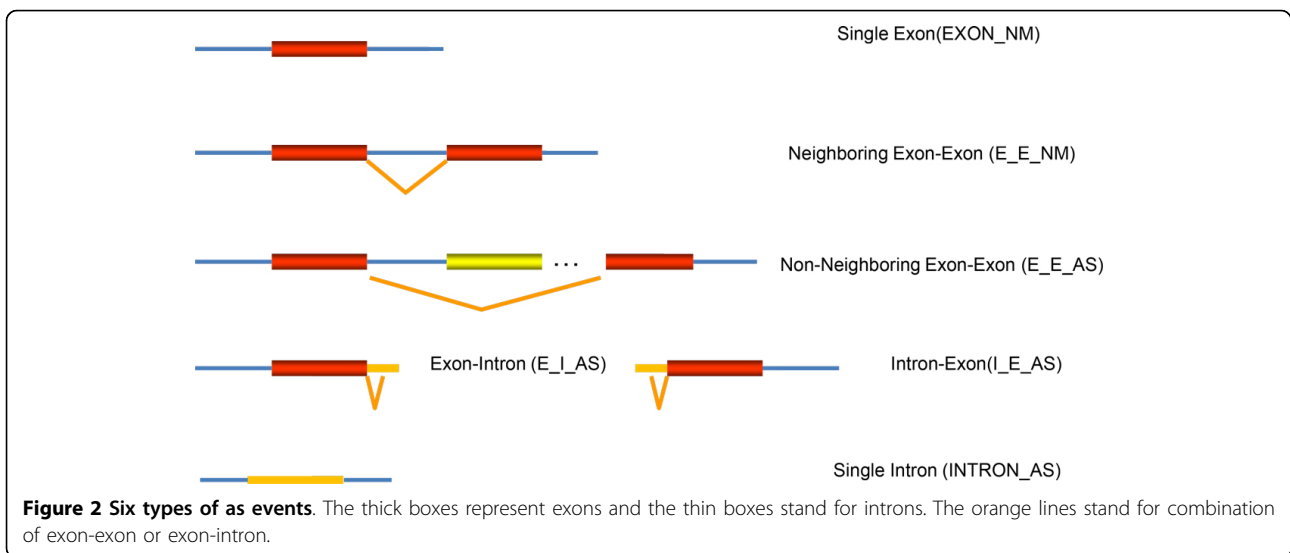 Single Exon(EXON_NM)
Neighboring Exon-Exon (E_E_NM)
...
Non-Neighboring Exon-Exon (E_E_AS)
Exon-Intron (E_I_AS) Intron-Exon(I_E_AS)
Single Intron (INTRON_AS)
Figure 2 Six types of as events. The thick boxes represent exons and the thin boxes stand for introns. The orange lines stand for combination
of exon-exon or exon-intron.